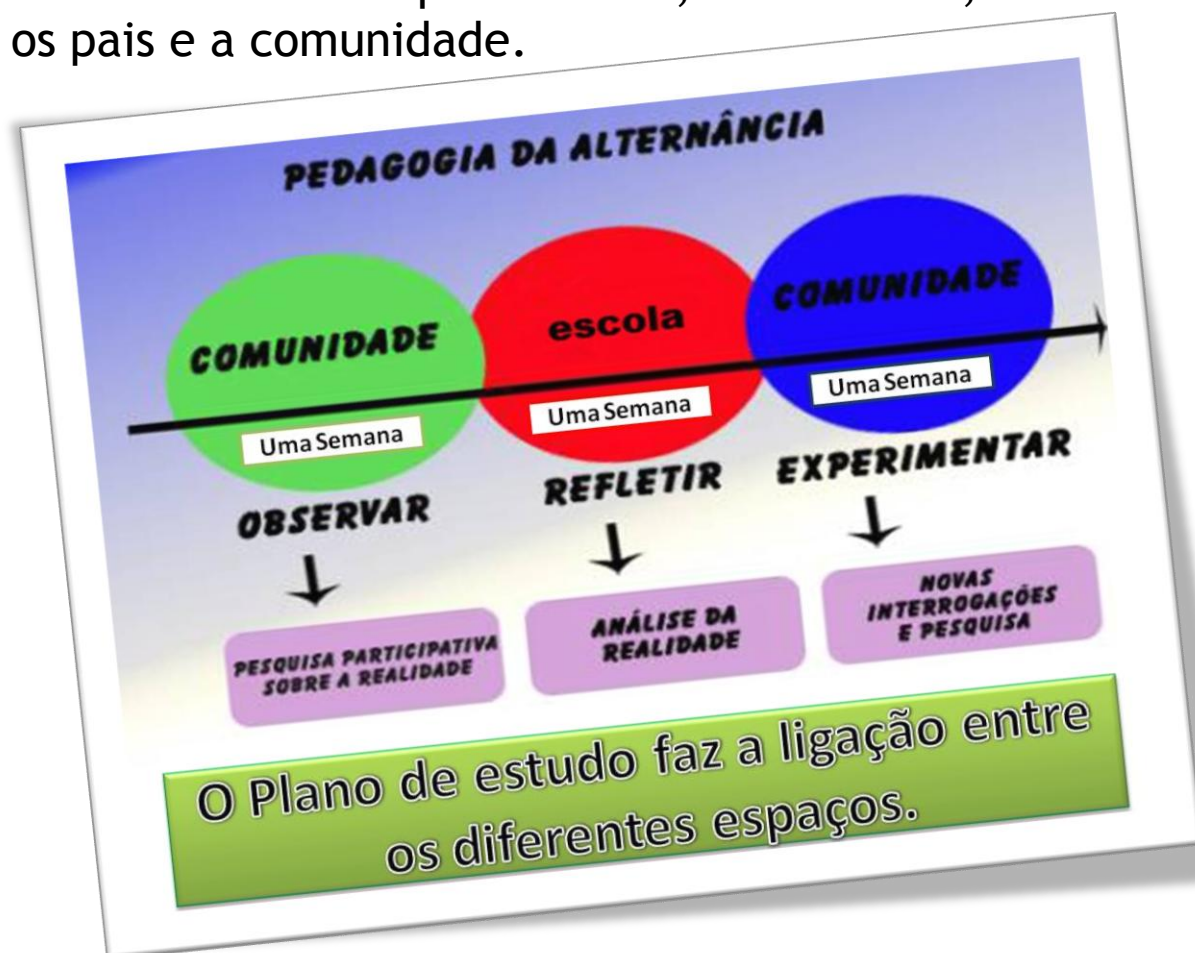 os pais e a comunidade.
PEDAGOGIA DA ALTERNÂNCIA
COMUNIDADE
escola
COMUNIDADE
Uma Semana
Uma Semana
Uma Semana
OBSERVAR
REFLETIR
EXPERIMENTAR
PESQUISA PARTICIPATIVA
SOBRE A REALIDADE
ANÁLISE DA
REALIDADE
NOVAS
INTERROGAÇÕES
E PESQUISA
O Plano de estudo faz a ligação entre
os diferentes espaços.